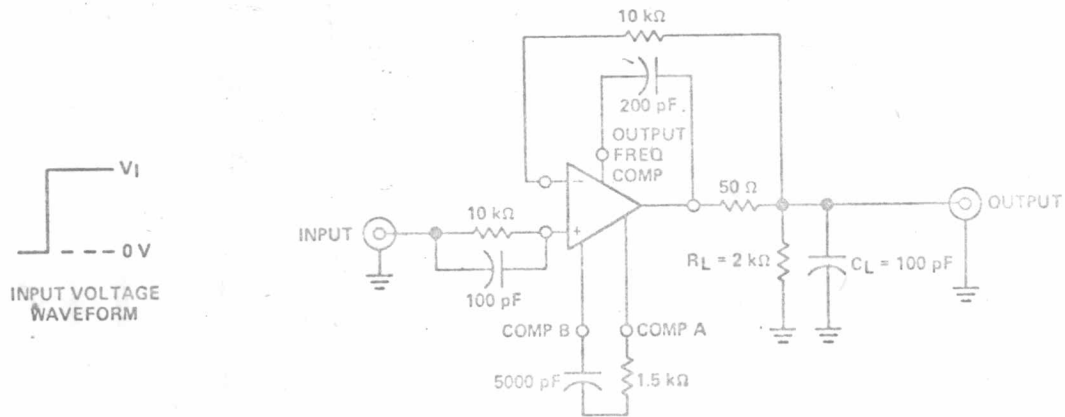 10 kΩ
200 pF.
OUTPUT
FREQ
COMP
50 Ω
VI
0 V
INPUT VOLTAGE
WAVEFORM
INPUT
10 kΩ
100 pF
−
+
OUTPUT
RL = 2 kΩ
CL = 100 pF
COMP B
COMP A
5000 pF
1.5 kΩ